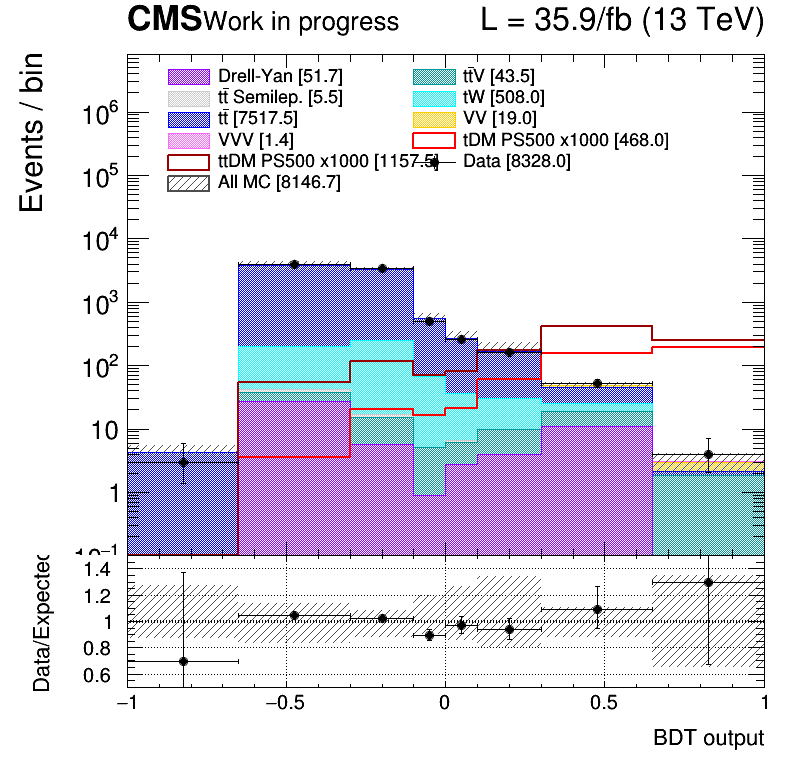 CMS Work in progress L = 35.9/fb (13 TeV)
Events / bin
Drell-Yan [51.7] tt̄V [43.5]
tt̄ Semilep. [5.5] tW [508.0]
tt̄ [7517.5] VV [19.0]
VVV [1.4] tDM PS500 x1000 [468.0]
ttDM PS500 x1000 [1157.5] Data [8328.0]
All MC [8146.7]
10⁶
10⁵
10⁴
10³
10²
10
1
10⁻¹
Data/Expected
1.4
1.2
1
0.8
0.6
−1 −0.5 0 0.5 1
BDT output